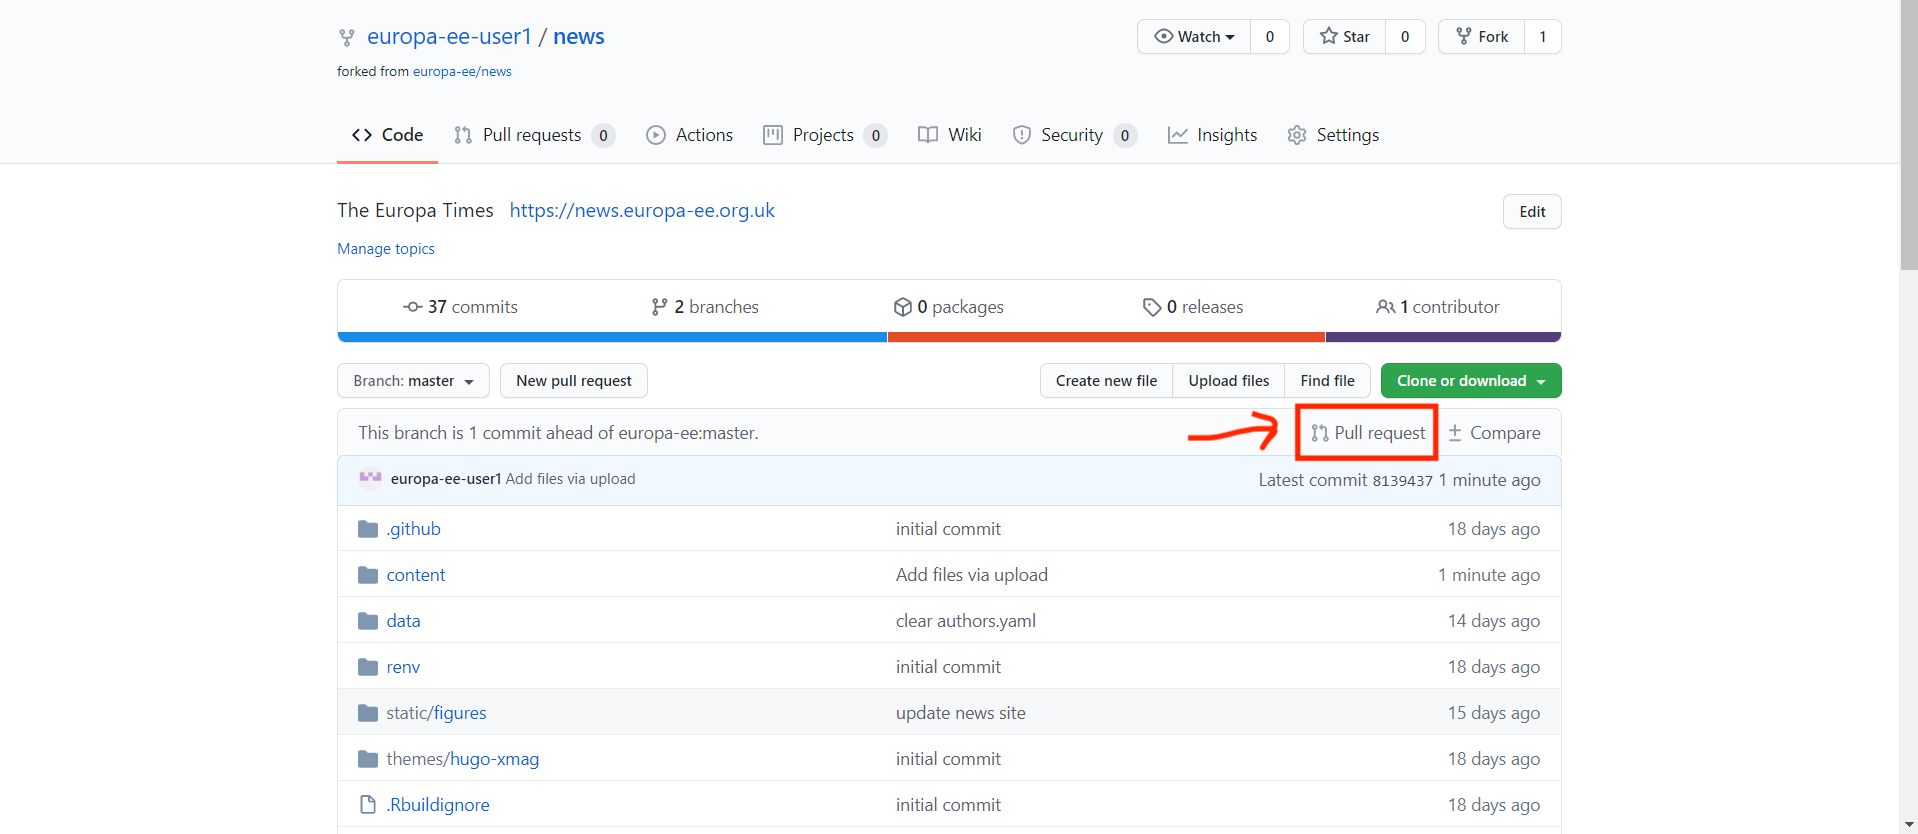 europa-ee-user1 / news
Watch 0 Star 0 Fork 1
forked from europa-ee/news
Code Pull requests 0 Actions Projects 0 Wiki Security 0 Insights Settings
The Europa Times https://news.europa-ee.org.uk
Edit
Manage topics
37 commits 2 branches 0 packages 0 releases 1 contributor
Branch: master New pull request Create new file Upload files Find file Clone or download
This branch is 1 commit ahead of europa-ee:master. Pull request Compare
europa-ee-user1 Add files via upload Latest commit 8139437 1 minute ago
.github initial commit 18 days ago
content Add files via upload 1 minute ago
data clear authors.yaml 14 days ago
renv initial commit 18 days ago
static/figures update news site 15 days ago
themes/hugo-xmag initial commit 18 days ago
.Rbuildignore initial commit 18 days ago